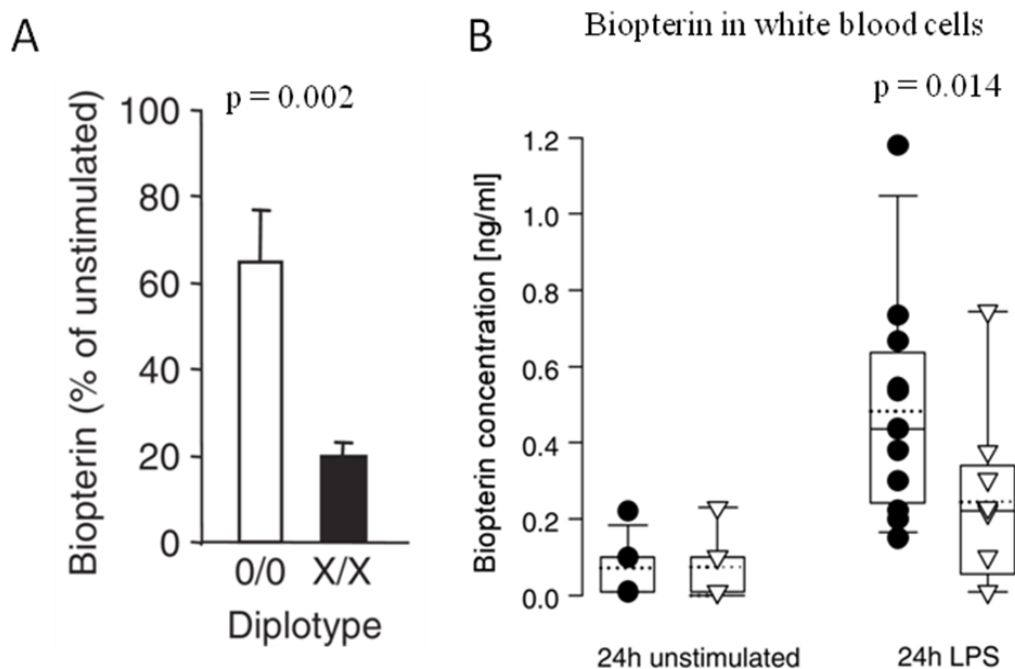 A
p = 0.002
Biopterin (% of unstimulated)
100
80
60
40
20
0
0/0 X/X
Diplotype
B
Biopterin in white blood cells
p = 0.014
Biopterin concentration [ng/ml]
1.2
1.0
0.8
0.6
0.4
0.2
0.0
24h unstimulated
24h LPS